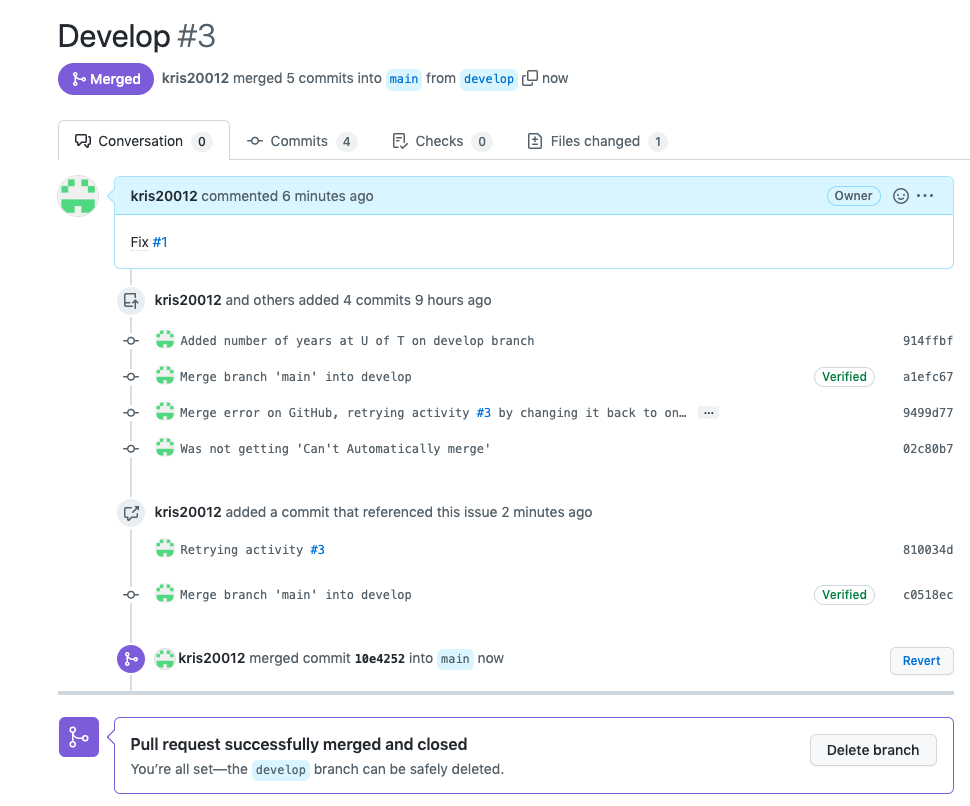 Develop #3
Merged kris20012 merged 5 commits into main from develop now
Conversation 0 Commits 4 Checks 0 Files changed 1
kris20012 commented 6 minutes ago Owner ...
Fix #1
kris20012 and others added 4 commits 9 hours ago
Added number of years at U of T on develop branch 914ffbf
Merge branch 'main' into develop Verified a1efc67
Merge error on GitHub, retrying activity #3 by changing it back to on… ... 9499d77
Was not getting 'Can't Automatically merge' 02c80b7
kris20012 added a commit that referenced this issue 2 minutes ago
Retrying activity #3 810034d
Merge branch 'main' into develop Verified c0518ec
kris20012 merged commit 10e4252 into main now Revert
Pull request successfully merged and closed
You're all set—the develop branch can be safely deleted.
Delete branch